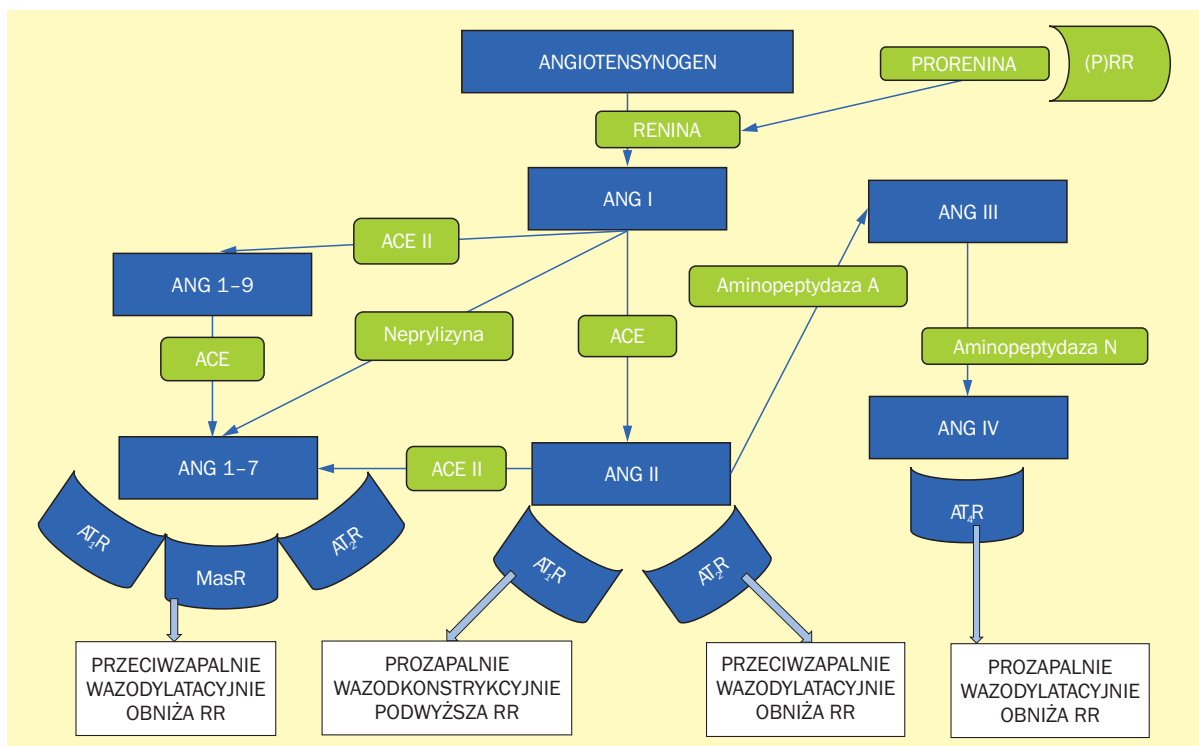 ANGIOTENSYNOGEN
PRORENINA
(P)RR
RENINA
ANG I
ANG III
ACE II
ANG 1–9
Aminopeptydaza A
Neprylizyna
ACE
ACE
Aminopeptydaza N
ANG IV
ANG 1–7
ACE II
ANG II
AT₁R
MasR
AT₂R
AT₁R
AT₂R
AT₄R
PRZECIWZAPALNIE
WAZODYLATACYJNIE
OBNIŻA RR
PROZAPALNIE
WAZODKONSTRYKCYJNIE
PODWYŻSZA RR
PRZECIWZAPALNIE
WAZODYLATACYJNIE
OBNIŻA RR
PROZAPALNIE
WAZODYLATACYJNIE
OBNIŻA RR